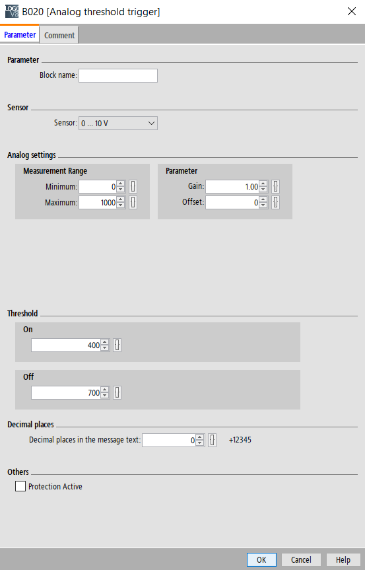 B020 [Analog threshold trigger]
Parameter Comment
Parameter
Block name:
Sensor
Sensor: 0 ... 10 V
Analog settings
Measurement Range Parameter
Minimum: 0 Gain: 1.00
Maximum: 1000 Offset: 0
Threshold
On
400
Off
700
Decimal places
Decimal places in the message text: 0 +12345
Others
Protection Active
OK Cancel Help